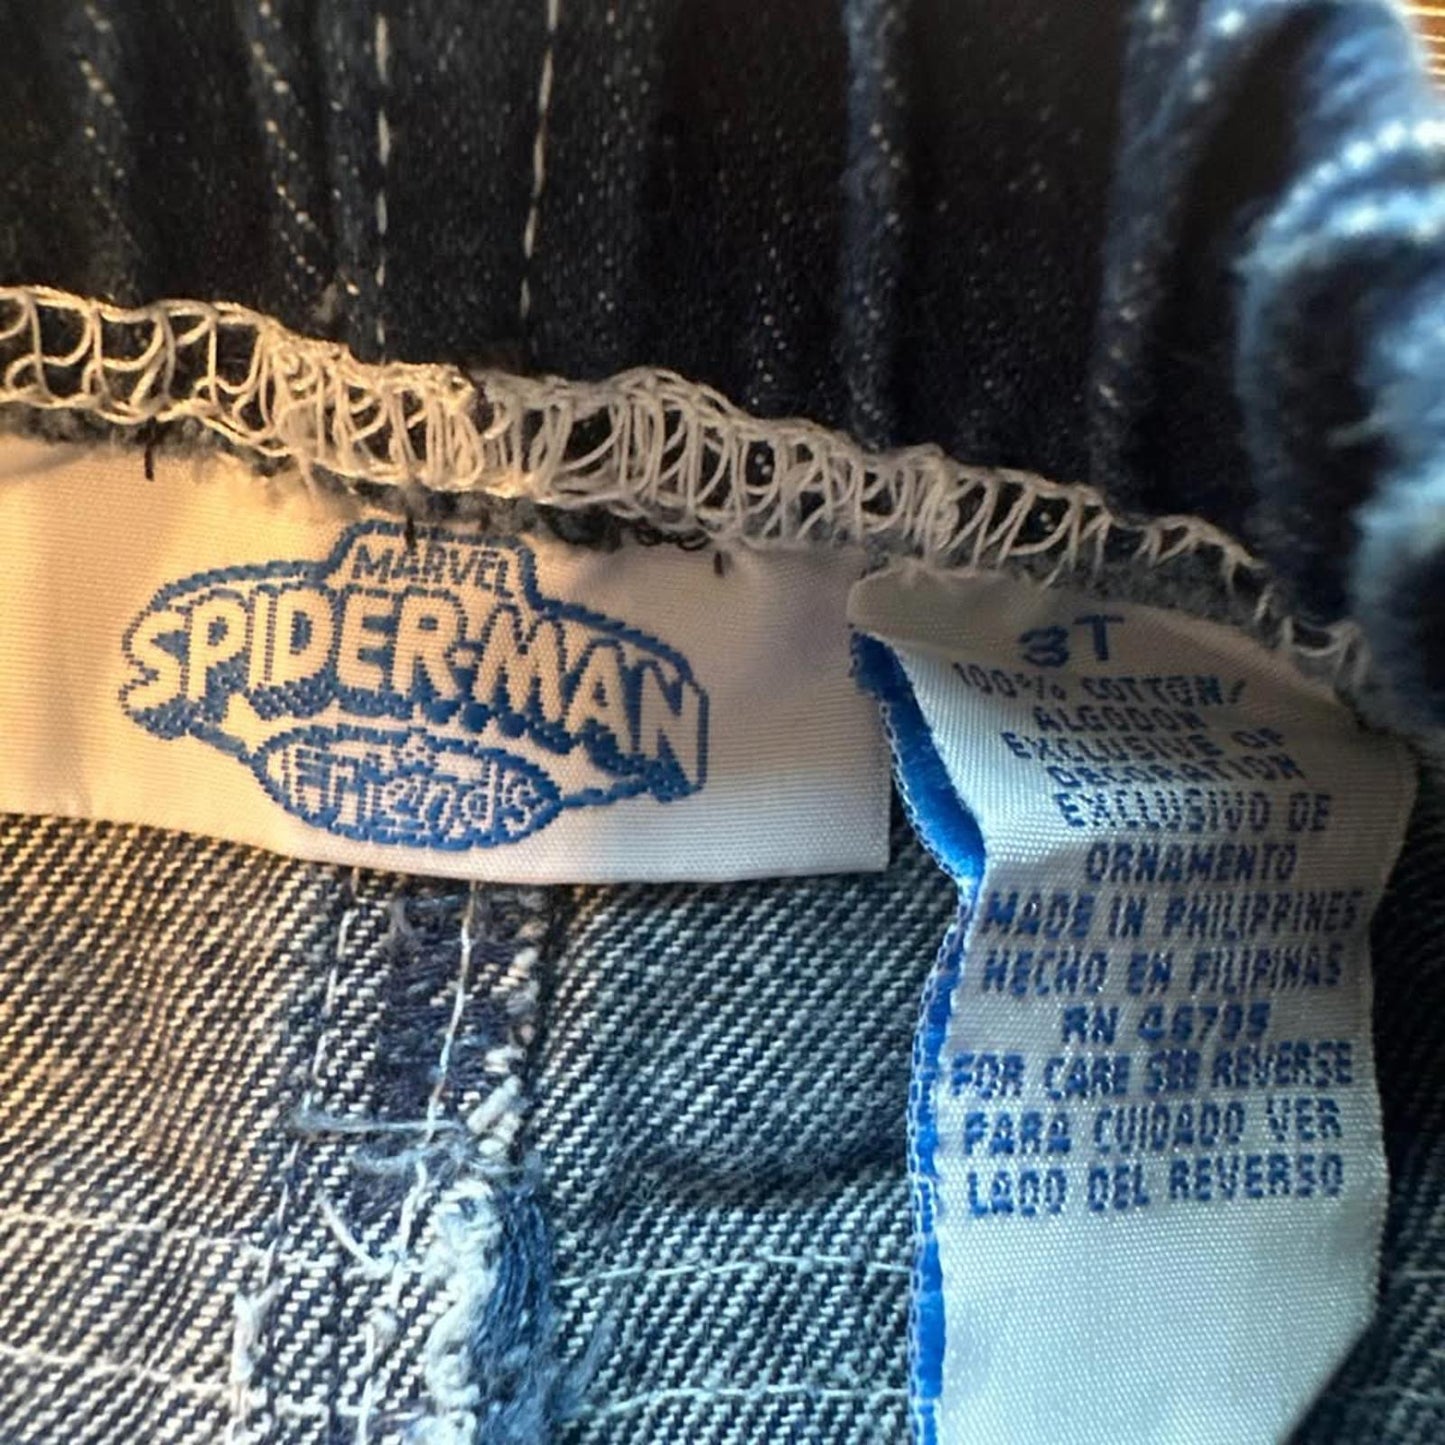 MARVEL
SPIDER-MAN
& Friends
3T
100% COTTON/
ALGODON
EXCLUSIVE OF
DECORATION
EXCLUSIVO DE
ORNAMENTO
MADE IN PHILIPPINES
HECHO EN FILIPINAS
RN 46795
FOR CARE SEE REVERSE
PARA CUIDADO VER
LADO DEL REVERSO